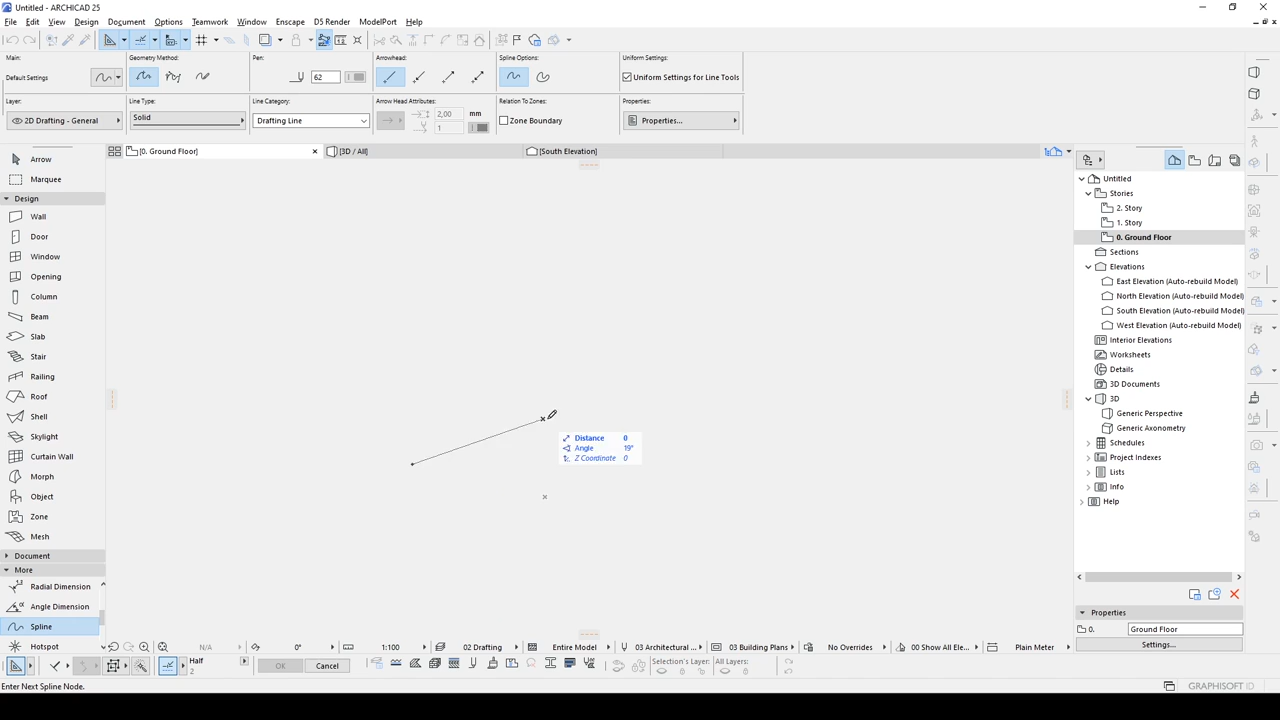 Untitled - ARCHICAD 25
File Edit View Design Document Options Teamwork Window Enscape D5 Render ModelPort Help
Main: Geometry Method: Pen: Arrowhead: Spline Options: Uniform Settings:
Default Settings 62 Uniform Settings for Line Tools
Layer: Line Type: Line Category: Arrow Head Attributes: Relation To Zones: Properties:
2D Drafting - General Solid Drafting Line 2,00 mm 1 Zone Boundary Properties...
[0. Ground Floor] [3D / All] [South Elevation]
Arrow
Marquee
Design
Wall
Door
Window
Opening
Column
Beam
Slab
Stair
Railing
Roof
Shell
Skylight
Curtain Wall
Morph
Object
Zone
Mesh
Document
More
Radial Dimension
Angle Dimension
Spline
Hotspot
Distance 0
Angle 19°
Z Coordinate 0
Untitled
Stories
2. Story
1. Story
0. Ground Floor
Sections
Elevations
East Elevation (Auto-rebuild Model)
North Elevation (Auto-rebuild Model)
South Elevation (Auto-rebuild Model)
West Elevation (Auto-rebuild Model)
Interior Elevations
Worksheets
Details
3D Documents
3D
Generic Perspective
Generic Axonometry
Schedules
Project Indexes
Lists
Info
Help
Properties
0. Ground Floor
Settings...
N/A 0° 1:100 02 Drafting Entire Model 03 Architectural ... 03 Building Plans No Overrides 00 Show All Ele... Plain Meter
Half 2 OK Cancel Selection's Layer: All Layers:
Enter Next Spline Node. GRAPHISOFT ID